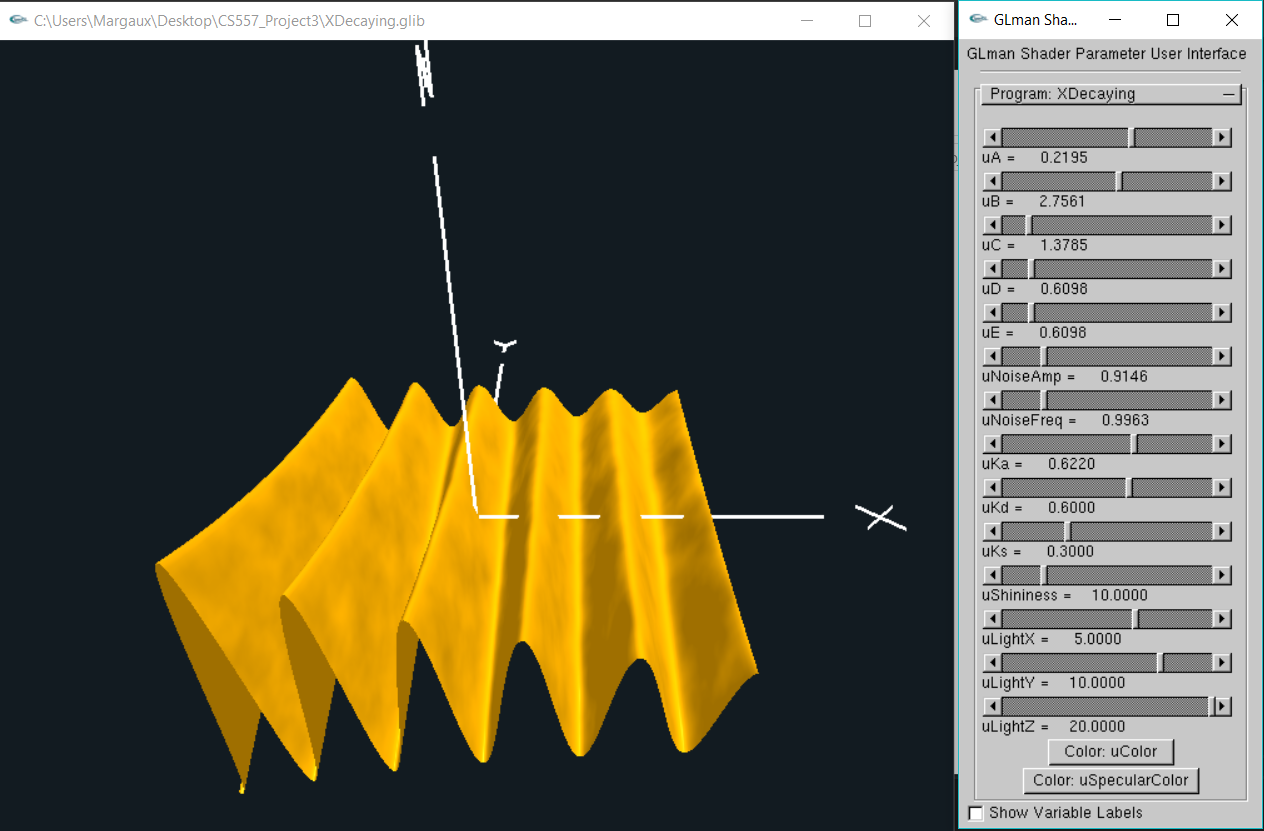 C:\Users\Margaux\Desktop\CS557_Project3\XDecaying.glib
Y
X
GLman Sha...
GLman Shader Parameter User Interface
Program: XDecaying
uA = 0.2195
uB = 2.7561
uC = 1.3785
uD = 0.6098
uE = 0.6098
uNoiseAmp = 0.9146
uNoiseFreq = 0.9963
uKa = 0.6220
uKd = 0.6000
uKs = 0.3000
uShininess = 10.0000
uLightX = 5.0000
uLightY = 10.0000
uLightZ = 20.0000
Color: uColor
Color: uSpecularColor
Show Variable Labels